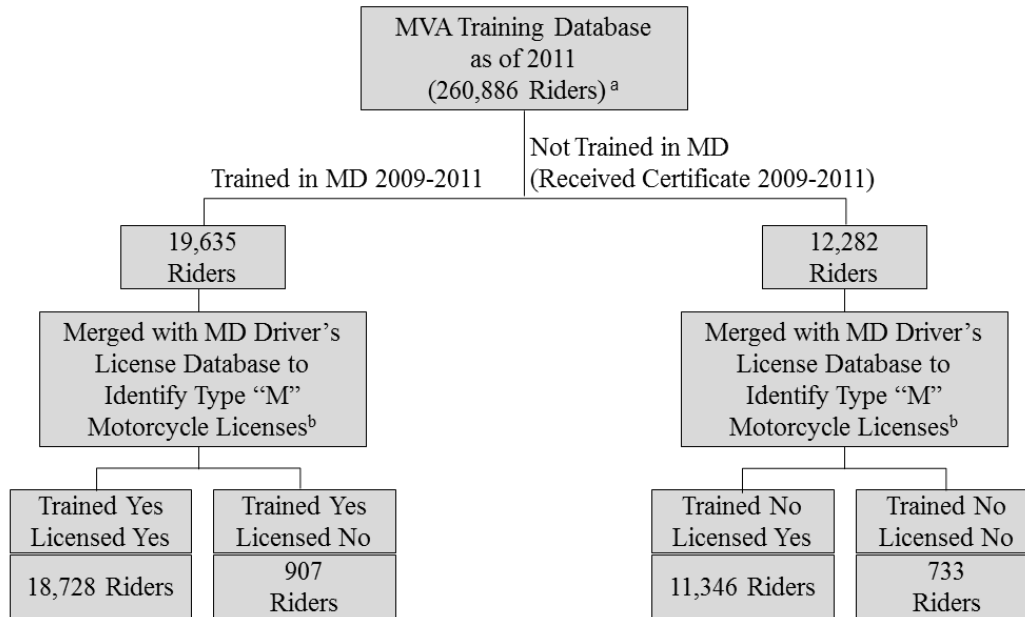 MVA Training Database
as of 2011
(260,886 Riders) a
Not Trained in MD
Trained in MD 2009-2011
(Received Certificate 2009-2011)
19,635
Riders
12,282
Riders
Merged with MD Driver’s
License Database to
Identify Type “M”
Motorcycle Licensesb
Merged with MD Driver’s
License Database to
Identify Type “M”
Motorcycle Licensesb
Trained Yes
Licensed Yes
Trained Yes
Licensed No
Trained No
Licensed Yes
Trained No
Licensed No
18,728 Riders
907
Riders
11,346 Riders
733
Riders